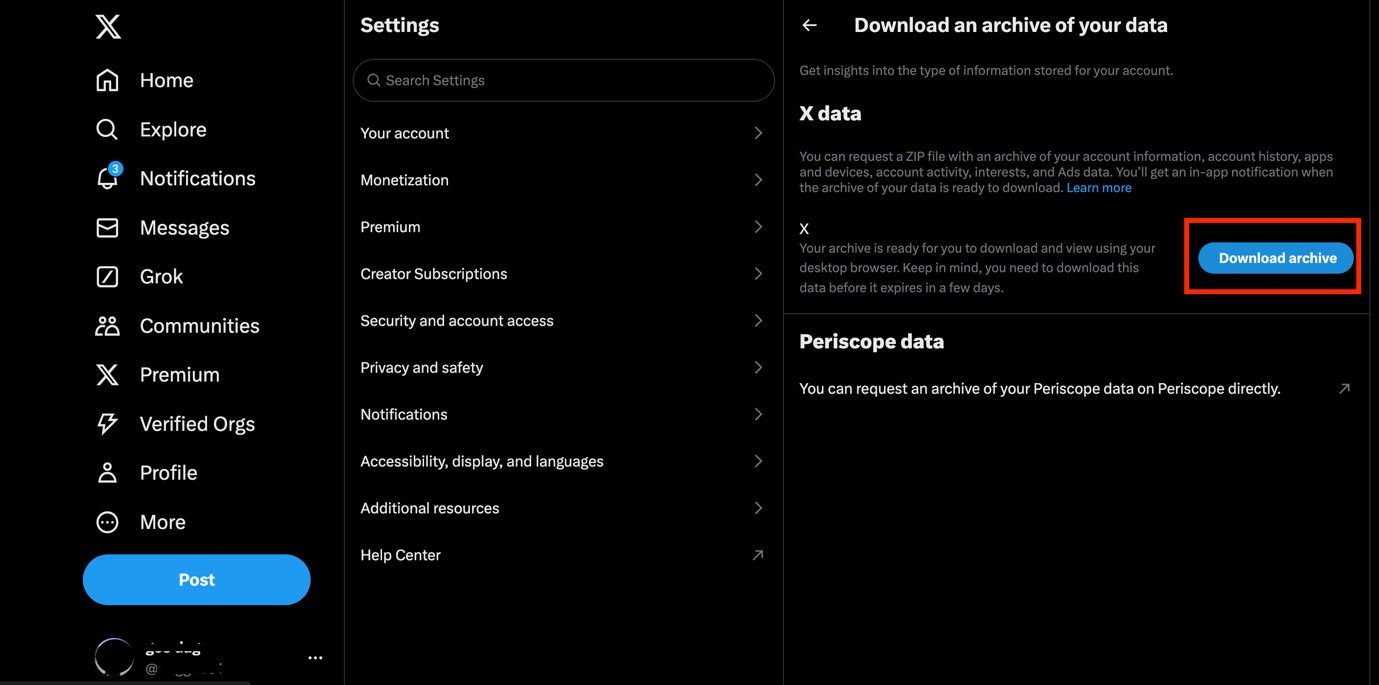 Home
Explore
3
Notifications
Messages
Grok
Communities
Premium
Verified Orgs
Profile
More
Post
@
Settings
Search Settings
Your account
Monetization
Premium
Creator Subscriptions
Security and account access
Privacy and safety
Notifications
Accessibility, display, and languages
Additional resources
Help Center
Download an archive of your data
Get insights into the type of information stored for your account.
X data
You can request a ZIP file with an archive of your account information, account history, apps
and devices, account activity, interests, and Ads data. You’ll get an in-app notification when
the archive of your data is ready to download. Learn more
X
Your archive is ready for you to download and view using your
desktop browser. Keep in mind, you need to download this
data before it expires in a few days.
Download archive
Periscope data
You can request an archive of your Periscope data on Periscope directly.